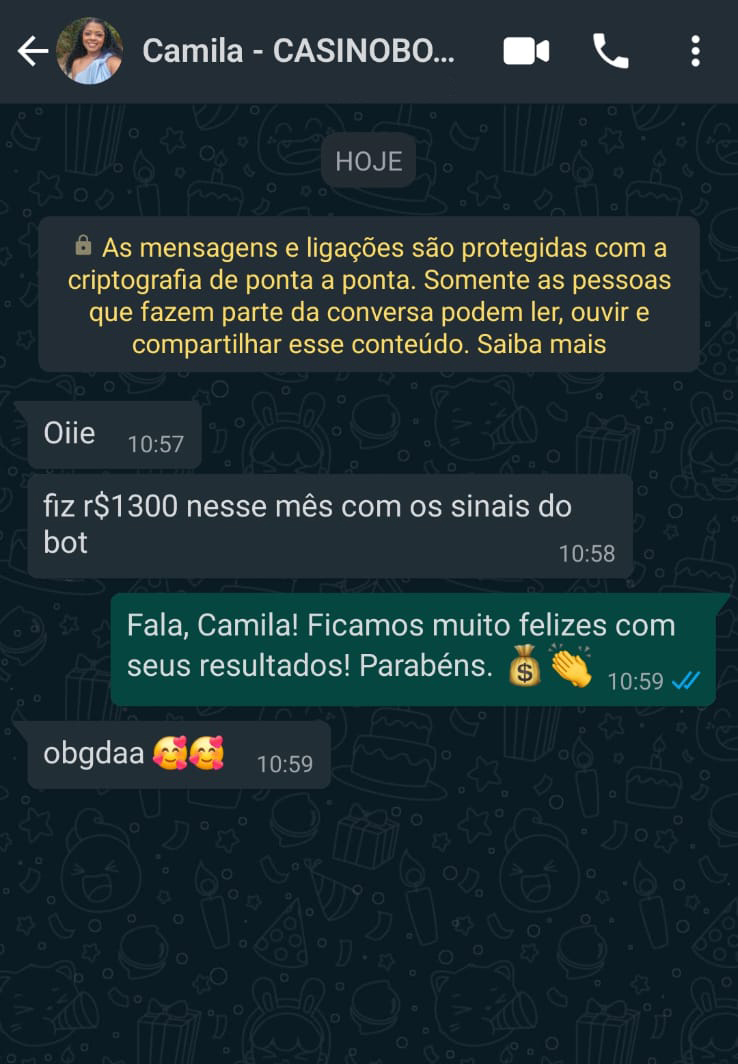 Camila - CASINOBO...
HOJE
As mensagens e ligações são protegidas com a
criptografia de ponta a ponta. Somente as pessoas
que fazem parte da conversa podem ler, ouvir e
compartilhar esse conteúdo. Saiba mais
Oiie 10:57
fiz r$1300 nesse mês com os sinais do
bot
10:58
Fala, Camila! Ficamos muito felizes com
seus resultados! Parabéns. 💰👏 10:59
obgdaa 🥰🥰 10:59